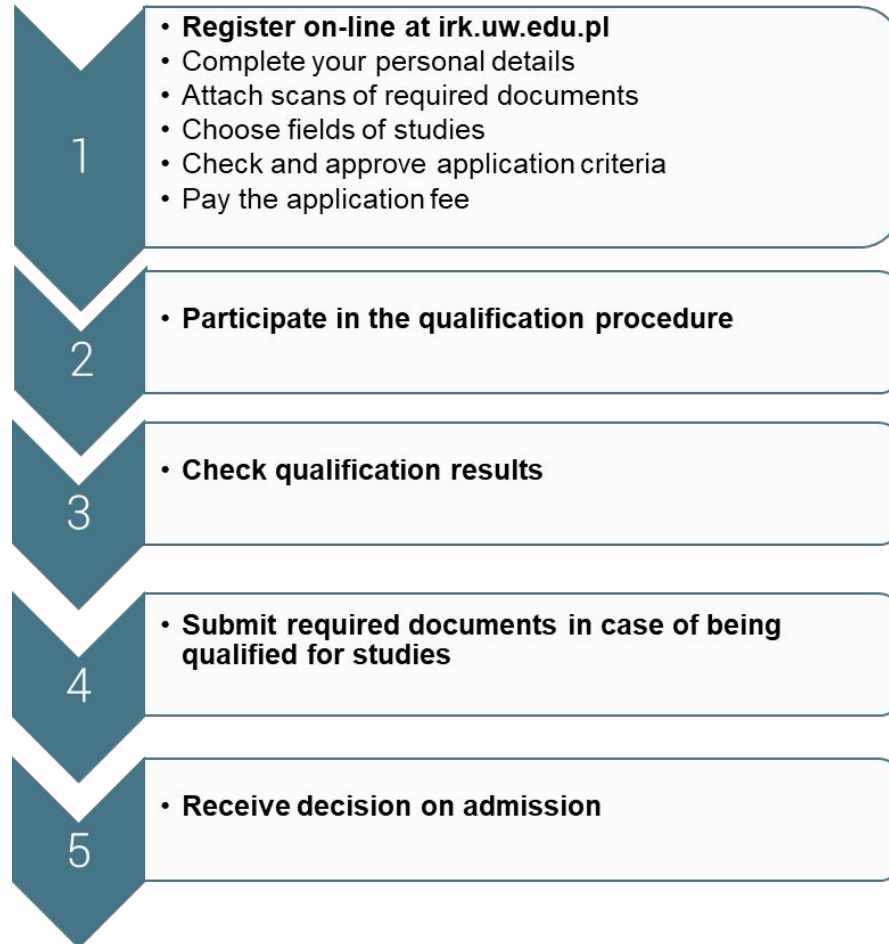 1
• Register on-line at irk.uw.edu.pl
• Complete your personal details
• Attach scans of required documents
• Choose fields of studies
• Check and approve application criteria
• Pay the application fee
2
• Participate in the qualification procedure
3
• Check qualification results
4
• Submit required documents in case of being
qualified for studies
5
• Receive decision on admission